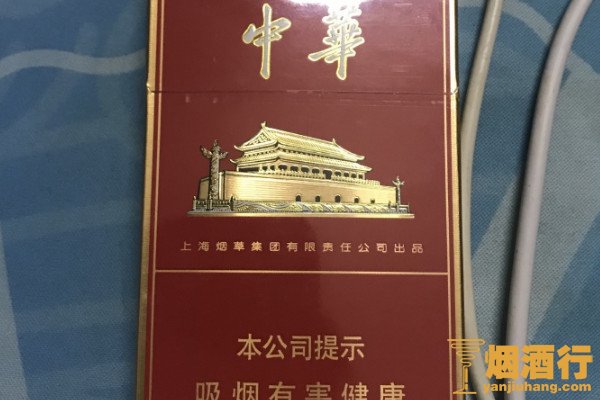 中華
上海烟草集团有限责任公司出品
本公司提示
吸烟有害健康
烟酒行
yanjiuhang.com